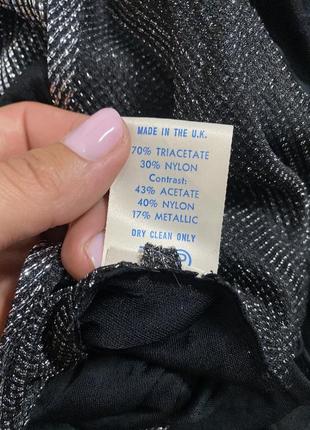 MADE IN THE U.K.
70% TRIACETATE
30% NYLON
Contrast:
43% ACETATE
40% NYLON
17% METALLIC
DRY CLEAN ONLY